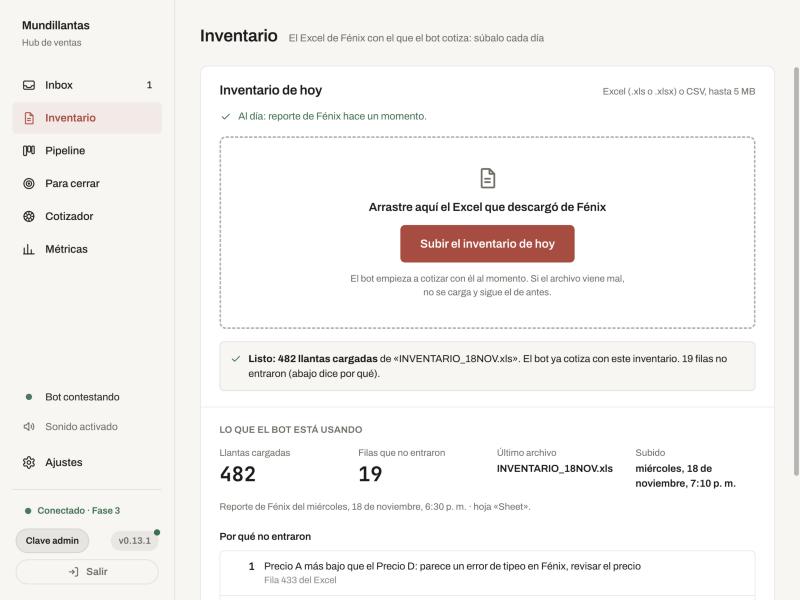 Mundillantas
Hub de ventas
Inbox 1
Inventario
Pipeline
Para cerrar
Cotizador
Métricas
Bot contestando
Sonido activado
Ajustes
Conectado · Fase 3
Clave admin v0.13.1
Salir
Inventario El Excel de Fénix con el que el bot cotiza: súbalo cada día
Inventario de hoy Excel (.xls o .xlsx) o CSV, hasta 5 MB
Al día: reporte de Fénix hace un momento.
Arrastre aquí el Excel que descargó de Fénix
Subir el inventario de hoy
El bot empieza a cotizar con él al momento. Si el archivo viene mal,
no se carga y sigue el de antes.
Listo: 482 llantas cargadas de «INVENTARIO_18NOV.xls». El bot ya cotiza con este inventario. 19 filas no
entraron (abajo dice por qué).
LO QUE EL BOT ESTÁ USANDO
Llantas cargadas Filas que no entraron Último archivo Subido
482 19 INVENTARIO_18NOV.xls miércoles, 18 de
noviembre, 7:10 p. m.
Reporte de Fénix del miércoles, 18 de noviembre, 6:30 p. m. · hoja «Sheet».
Por qué no entraron
1 Precio A más bajo que el Precio D: parece un error de tipeo en Fénix, revisar el precio
Fila 433 del Excel